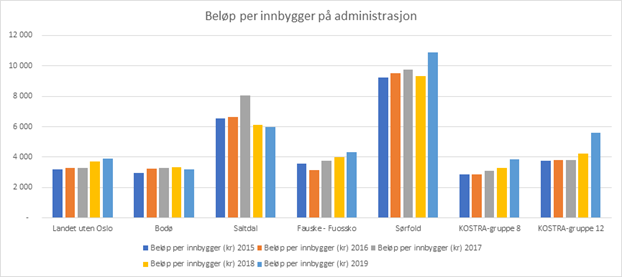 Beløp per innbygger på administrasjon
12 000
10 000
8 000
6 000
4 000
2 000
-
Landet uten Oslo Bodø Saltdal Fauske - Fuossko Sørfold KOSTRA-gruppe 8 KOSTRA-gruppe 12
Beløp per innbygger (kr) 2015 Beløp per innbygger (kr) 2016 Beløp per innbygger (kr) 2017
Beløp per innbygger (kr) 2018 Beløp per innbygger (kr) 2019